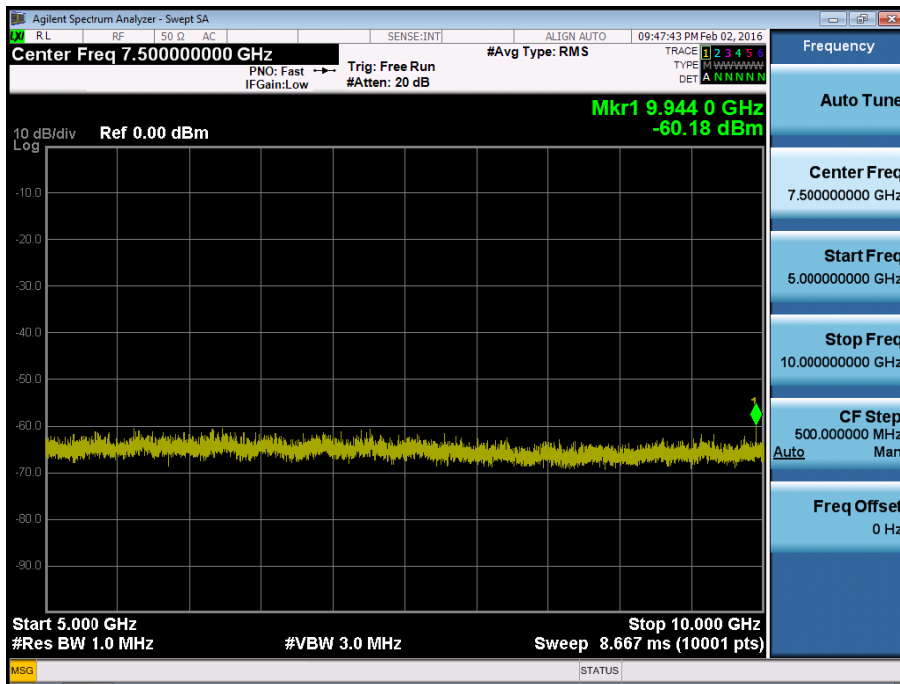 Agilent Spectrum Analyzer - Swept SA
LXI RL RF 50 Ω AC SENSE:INT ALIGN AUTO 09:47:43 PM Feb 02, 2016
Center Freq 7.500000000 GHz
PNO: Fast
IFGain:Low
Trig: Free Run
#Atten: 20 dB
#Avg Type: RMS
TRACE 1 2 3 4 5 6
TYPE M WWWWW
DET A N N N N N
Mkr1 9.944 0 GHz
-60.18 dBm
10 dB/div Ref 0.00 dBm
Log
-10.0
-20.0
-30.0
-40.0
-50.0
-60.0
-70.0
-80.0
-90.0
1
Start 5.000 GHz Stop 10.000 GHz
#Res BW 1.0 MHz #VBW 3.0 MHz Sweep 8.667 ms (10001 pts)
MSG STATUS
Frequency
Auto Tune
Center Freq
7.500000000 GHz
Start Freq
5.000000000 GHz
Stop Freq
10.000000000 GHz
CF Step
500.000000 MHz
Auto Man
Freq Offset
0 Hz